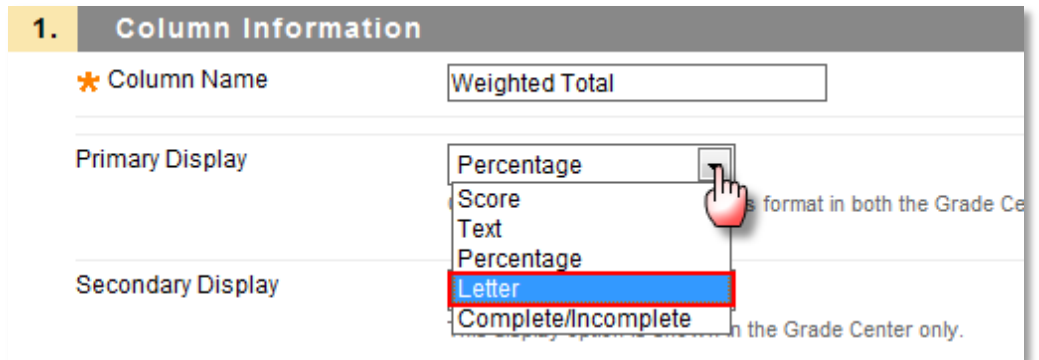 1. Column Information
Column Name
Weighted Total
Primary Display
Percentage
Score
format in both the Grade
Text
Percentage
Secondary Display
Letter
Complete/Incomplete
the Grade Center only.